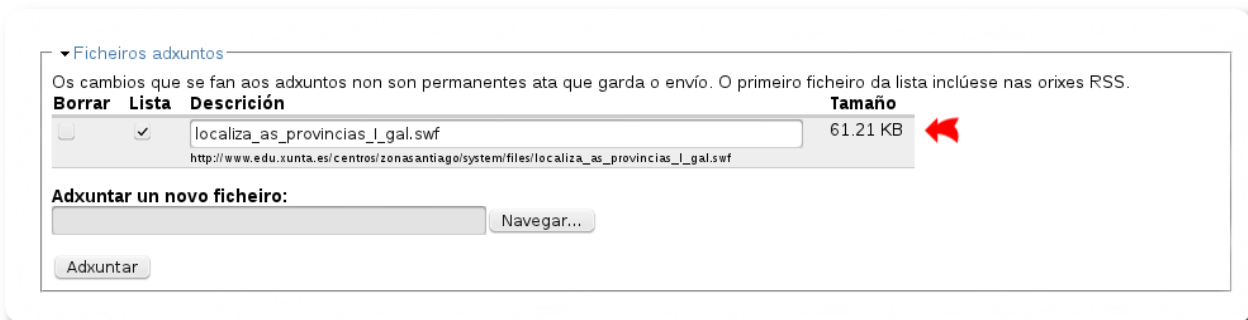 Ficheiros adxuntos
Os cambios que se fan aos adxuntos non son permanentes ata que garda o envío. O primeiro ficheiro da lista inclúese nas orixes RSS.
Borrar Lista Descrición Tamaño
localiza_as_provincias_I_gal.swf 61.21 KB
http://www.edu.xunta.es/centros/zonasantiago/system/files/localiza_as_provincias_I_gal.swf
Adxuntar un novo ficheiro:
Navegar...
Adxuntar